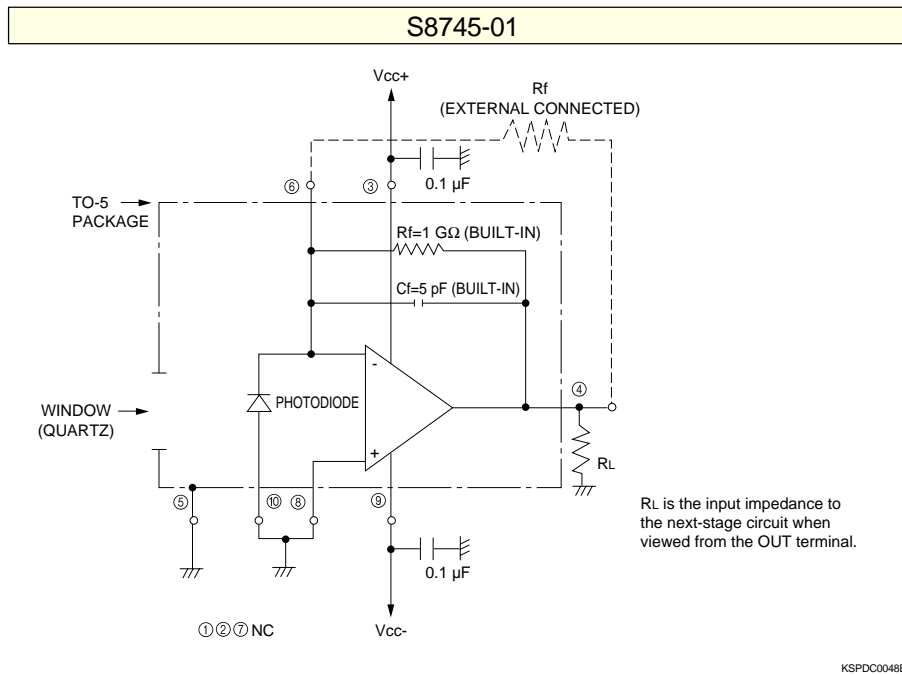 S8745-01
Vcc+
Rf
(EXTERNAL CONNECTED)
0.1 µF
⑥
③
TO-5
PACKAGE
Rf=1 GΩ (BUILT-IN)
Cf=5 pF (BUILT-IN)
-
PHOTODIODE
④
WINDOW
(QUARTZ)
+
RL
⑤
⑩
⑧
⑨
RL is the input impedance to
the next-stage circuit when
viewed from the OUT terminal.
0.1 µF
①②⑦ NC
Vcc-